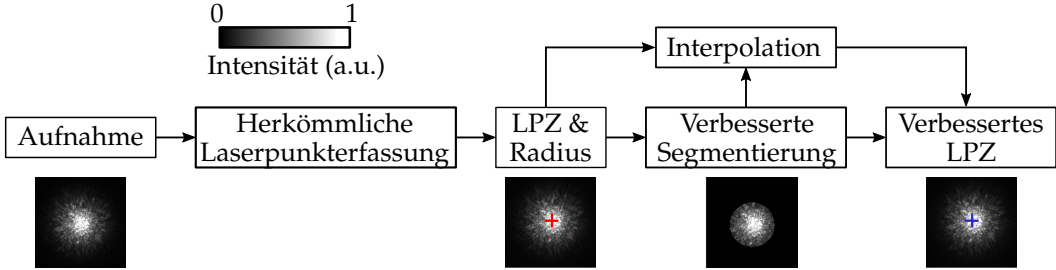 0 1
Intensität (a.u.)
Interpolation
Aufnahme
Herkömmliche
Laserpunkterfassung
LPZ &
Radius
Verbesserte
Segmentierung
Verbessertes
LPZ